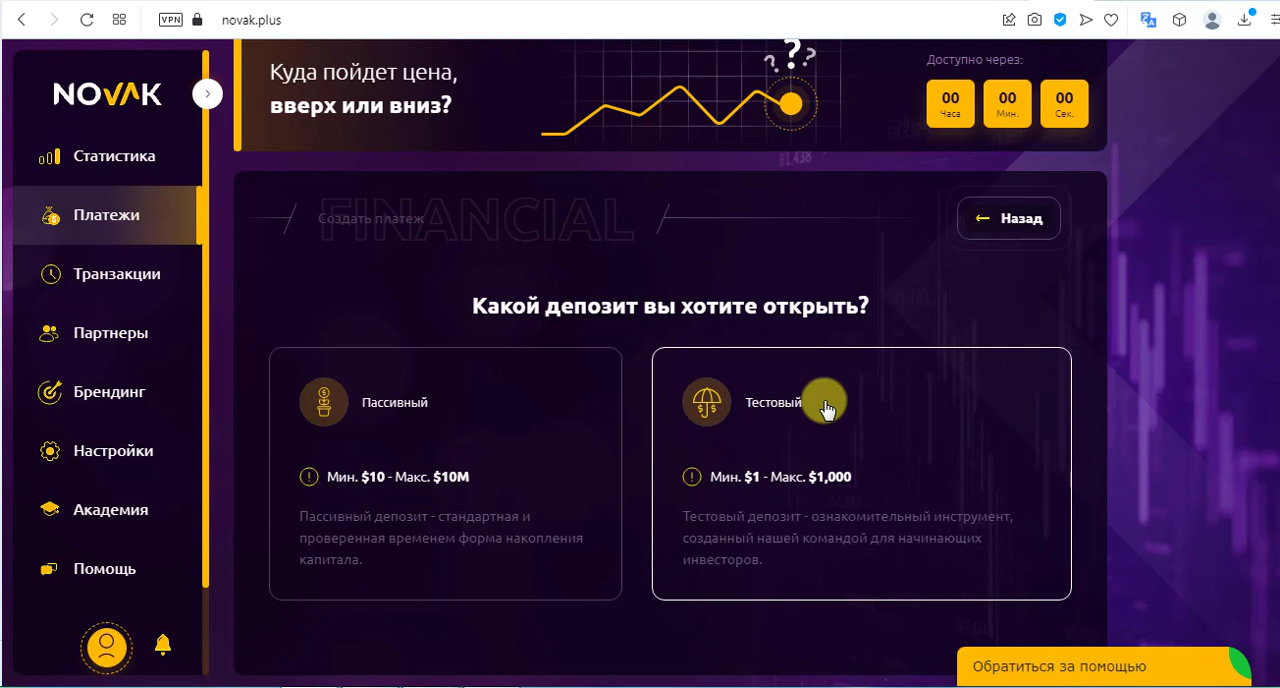 VPN
novak.plus
NOVAK
Статистика
Платежи
Транзакции
Партнеры
Брендинг
Настройки
Академия
Помощь
Куда пойдет цена,
вверх или вниз?
? ? ?
Доступно через:
00 00 00
Часа Мин. Сек.
FINANCIAL
Создать платеж
Назад
Какой депозит вы хотите открыть?
Пассивный
Мин. $10 - Макс. $10M
Пассивный депозит - стандартная и
проверенная временем форма накопления
капитала.
Тестовый
Мин. $1 - Макс. $1,000
Тестовый депозит - ознакомительный инструмент,
созданный нашей командой для начинающих
инвесторов.
Обратиться за помощью